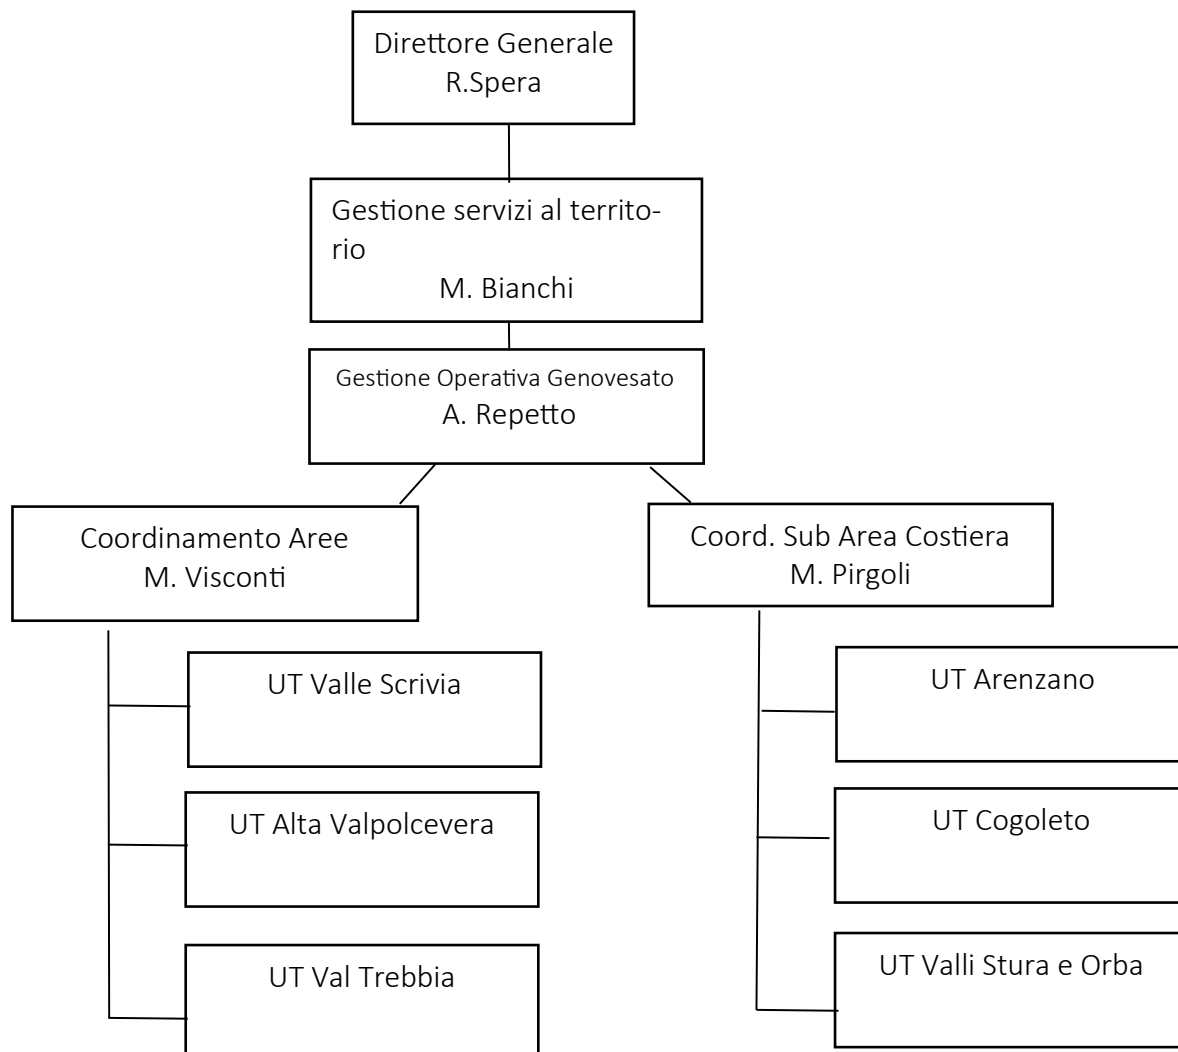 Direttore Generale
R.Spera
Gestione servizi al territo-
rio
M. Bianchi
Gestione Operativa Genovesato
A. Repetto
Coordinamento Aree
M. Visconti
Coord. Sub Area Costiera
M. Pirgoli
UT Valle Scrivia
UT Alta Valpolcevera
UT Val Trebbia
UT Arenzano
UT Cogoleto
UT Valli Stura e Orba